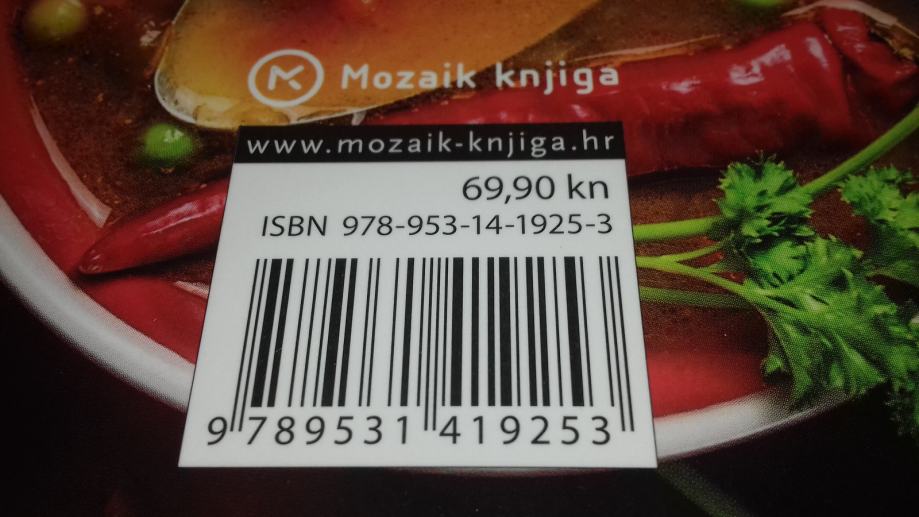 Mozaik knjiga
www.mozaik-knjiga.hr
69,90 kn
ISBN 978-953-14-1925-3
9 789531 419253